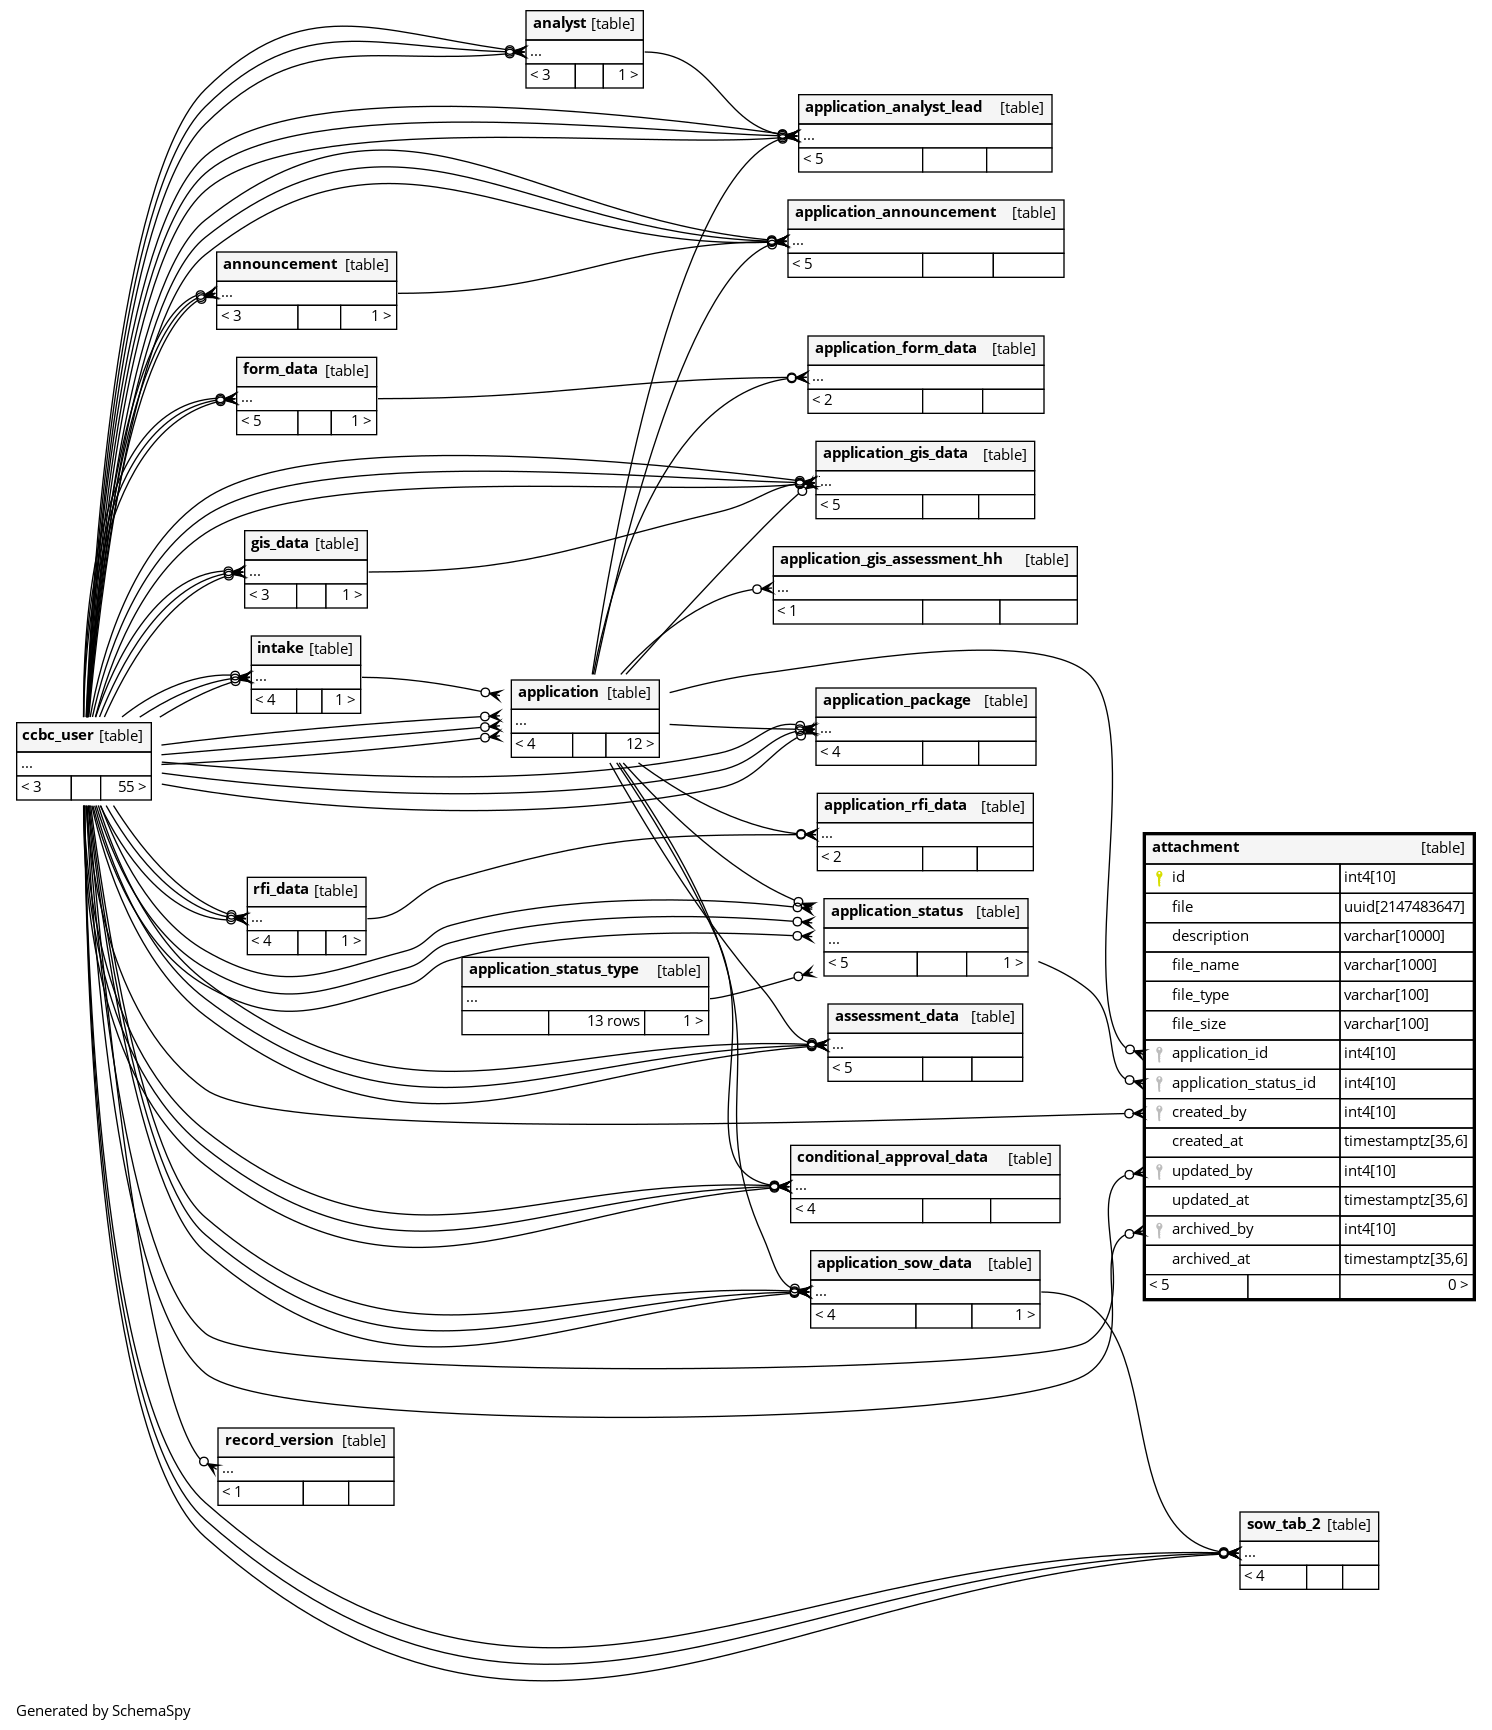 analyst [table]
...
< 3 1 >
application_analyst_lead [table]
...
< 5
application_announcement [table]
...
< 5
announcement [table]
...
< 3 1 >
application_form_data [table]
...
< 2
form_data [table]
...
< 5 1 >
application_gis_data [table]
...
< 5
gis_data [table]
...
< 3 1 >
application_gis_assessment_hh [table]
...
< 1
intake [table]
...
< 4 1 >
application [table]
...
< 4 12 >
application_package [table]
...
< 4
ccbc_user [table]
...
< 3 55 >
application_rfi_data [table]
...
< 2
attachment [table]
id int4[10]
file uuid[2147483647]
description varchar[10000]
file_name varchar[1000]
file_type varchar[100]
file_size varchar[100]
application_id int4[10]
application_status_id int4[10]
created_by int4[10]
created_at timestamptz[35,6]
updated_by int4[10]
updated_at timestamptz[35,6]
archived_by int4[10]
archived_at timestamptz[35,6]
< 5 0 >
rfi_data [table]
...
< 4 1 >
application_status [table]
...
< 5 1 >
application_status_type [table]
...
13 rows 1 >
assessment_data [table]
...
< 5
conditional_approval_data [table]
...
< 4
application_sow_data [table]
...
< 4 1 >
record_version [table]
...
< 1
sow_tab_2 [table]
...
< 4
Generated by SchemaSpy